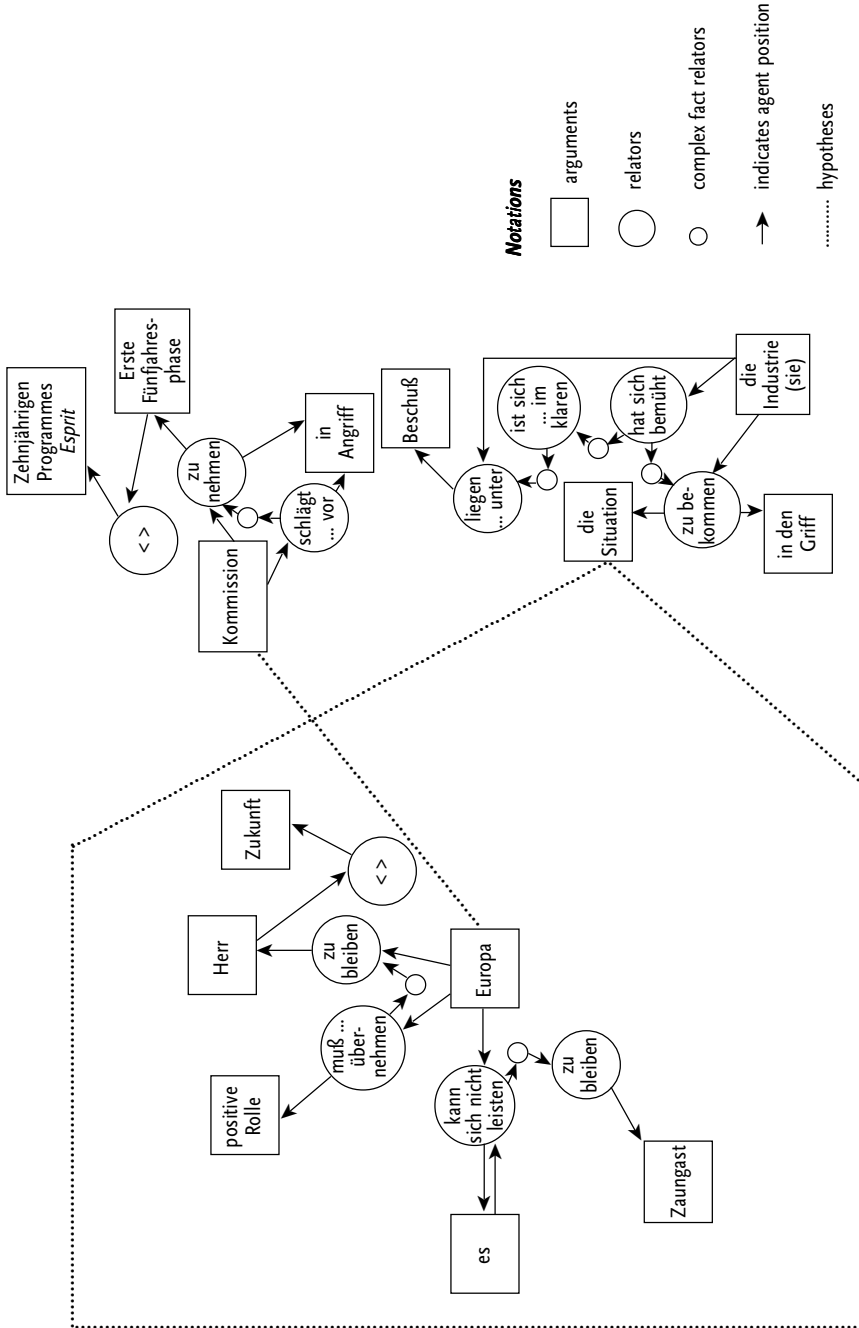 Zehnjährigen
Programmes
Esprit
Erste
Fünfjahres-
phase
< >
zu
nehmen
Kommission
schlägt
... vor
in
Angriff
Beschuß
liegen
... unter
ist sich
... im
klaren
hat sich
bemüht
die
Industrie
(sie)
die
Situation
zu be-
kommen
in den
Griff
Zukunft
< >
Herr
zu
bleiben
muß ...
über-
nehmen
positive
Rolle
Europa
kann
sich nicht
leisten
zu
bleiben
es
Zaungast
Notations
arguments
relators
complex fact relators
indicates agent position
hypotheses